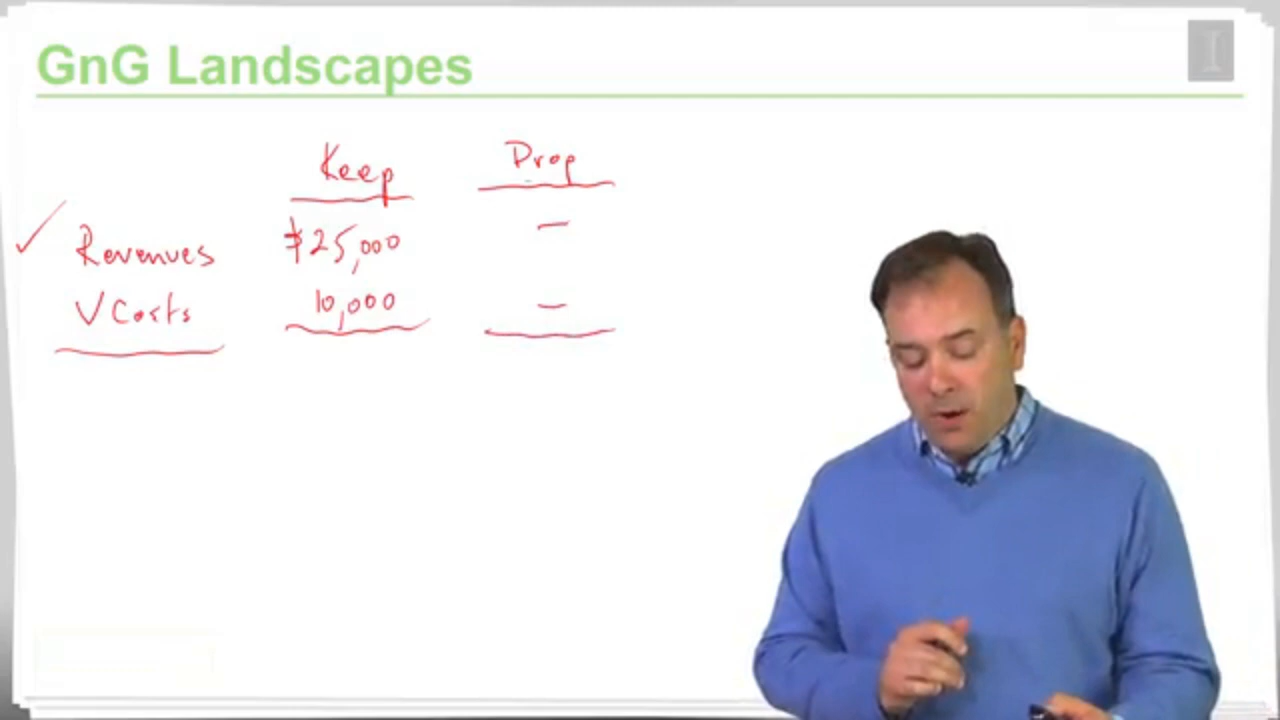 GnG Landscapes
Keep Drop
Revenues $25,000 —
V Costs 10,000 —